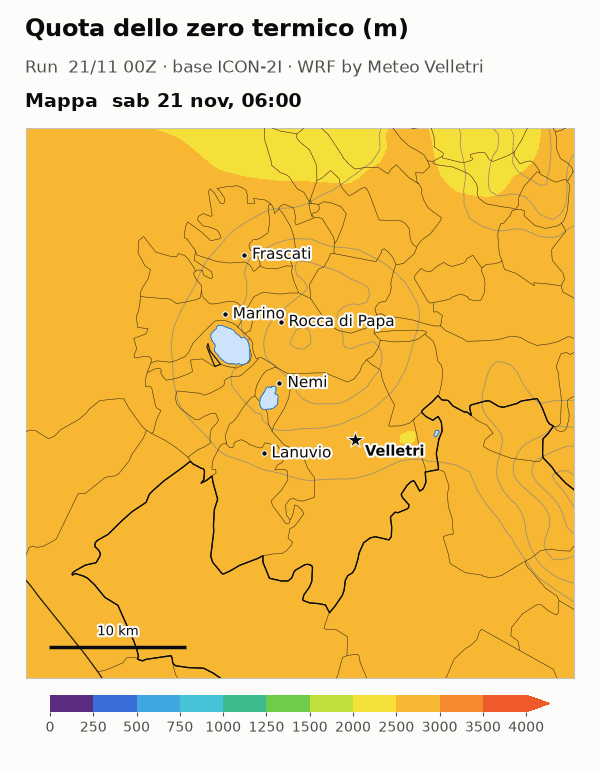 Quota dello zero termico (m)
Run  21/11 00Z · base ICON-2I · WRF by Meteo Velletri
Mappa  sab 21 nov, 06:00
Frascati
Marino
Rocca di Papa
Nemi
Velletri
Lanuvio
10 km
0 250 500 750 1000 1250 1500 2000 2500 3000 3500 4000